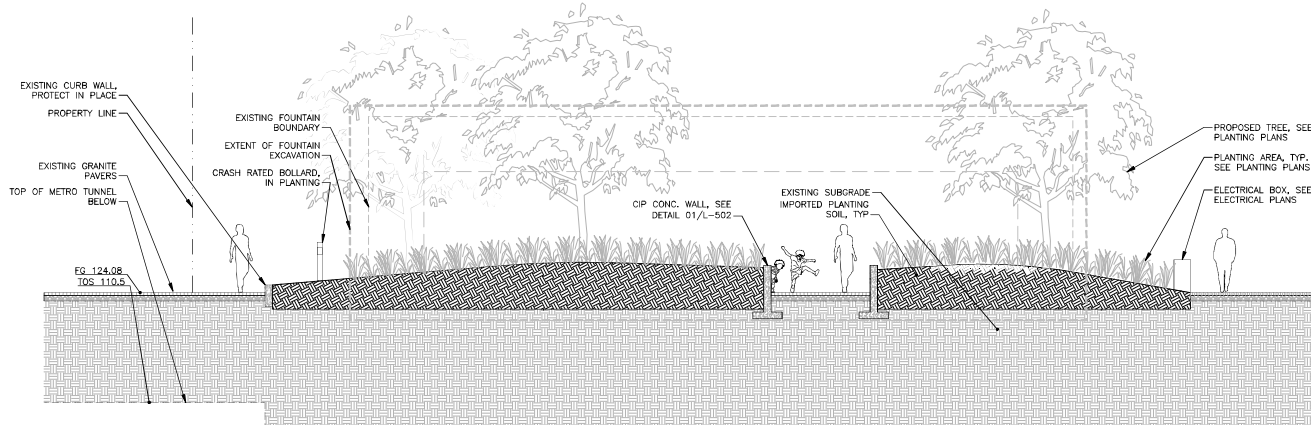 EXISTING CURB WALL,
PROTECT IN PLACE
PROPERTY LINE
EXISTING GRANITE
PAVERS
TOP OF METRO TUNNEL
BELOW
FG 124.08
TOS 110.5
EXISTING FOUNTAIN
BOUNDARY
EXTENT OF FOUNTAIN
EXCAVATION
CRASH RATED BOLLARD,
IN PLANTING
CIP CONC. WALL, SEE
DETAIL 01/L-502
EXISTING SUBGRADE
IMPORTED PLANTING
SOIL, TYP
PROPOSED TREE, SEE
PLANTING PLANS
PLANTING AREA, TYP.
SEE PLANTING PLANS
ELECTRICAL BOX, SEE
ELECTRICAL PLANS